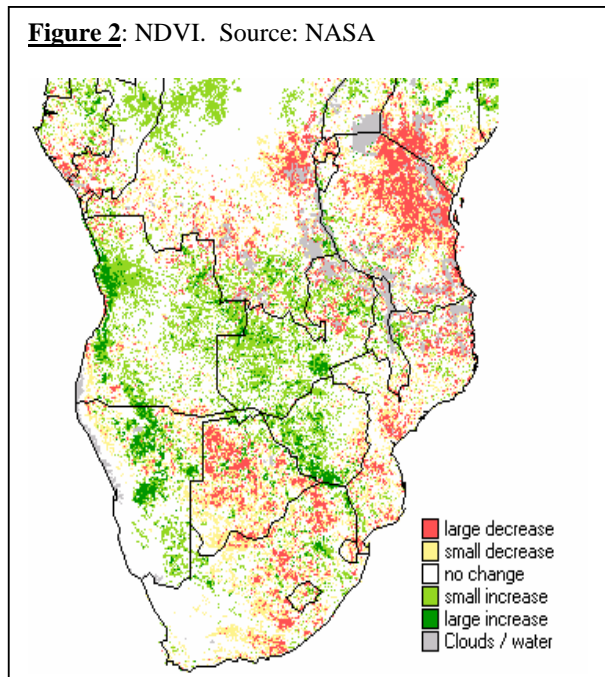 Figure 2: NDVI. Source: NASA
large decrease
small decrease
no change
small increase
large increase
Clouds / water